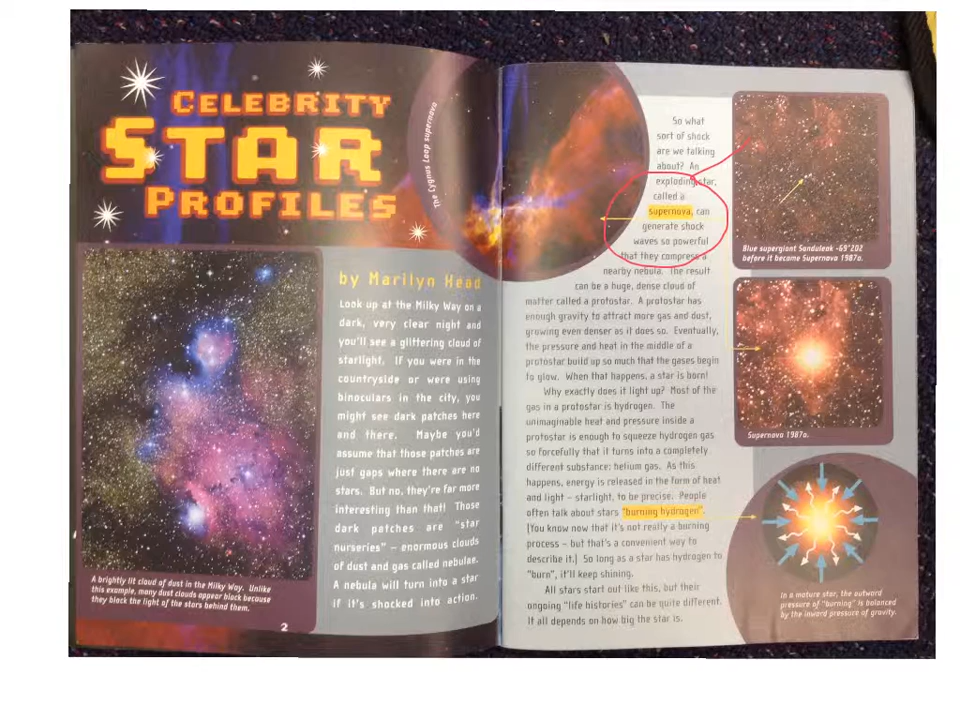 CELEBRITY
STAR
PROFILES
The Cygnus Loop supernova
by Marilyn Head
Look up at the Milky Way on a
dark, very clear night and
you'll see a glittering cloud of
starlight. If you were in the
countryside or were using
binoculars in the city, you
might see dark patches here
and there. Maybe you'd
assume that those patches are
just gaps where there are no
stars. But no, they're far more
interesting than that! Those
dark patches are "star
nurseries" – enormous clouds
of dust and gas called nebulae.
A nebula will turn into a star
if it's shocked into action.
A brightly lit cloud of dust in the Milky Way. Unlike
this example, many dust clouds appear black because
they block the light of the stars behind them.
2
So what
sort of shock
are we talking
about? An
exploding star,
called a
supernova, can
generate shock
waves so powerful
that they compress a
nearby nebula. The result
can be a huge, dense cloud of
matter called a protostar. A protostar has
enough gravity to attract more gas and dust,
growing even denser as it does so. Eventually,
the pressure and heat in the middle of a
protostar build up so much that the gases begin
to glow. When that happens, a star is born!
Why exactly does it light up? Most of the
gas in a protostar is hydrogen. The
unimaginable heat and pressure inside a
protostar is enough to squeeze hydrogen gas
so forcefully that it turns into a completely
different substance: helium gas. As this
happens, energy is released in the form of heat
and light – starlight, to be precise. People
often talk about stars "burning hydrogen".
(You know now that it's not really a burning
process – but that's a convenient way to
describe it.) So long as a star has hydrogen to
"burn", it'll keep shining.
All stars start out like this, but their
ongoing "life histories" can be quite different.
It all depends on how big the star is.
Blue supergiant Sanduleak -69°202
before it became Supernova 1987a.
Supernova 1987a.
In a mature star, the outward
pressure of "burning" is balanced
by the inward pressure of gravity.